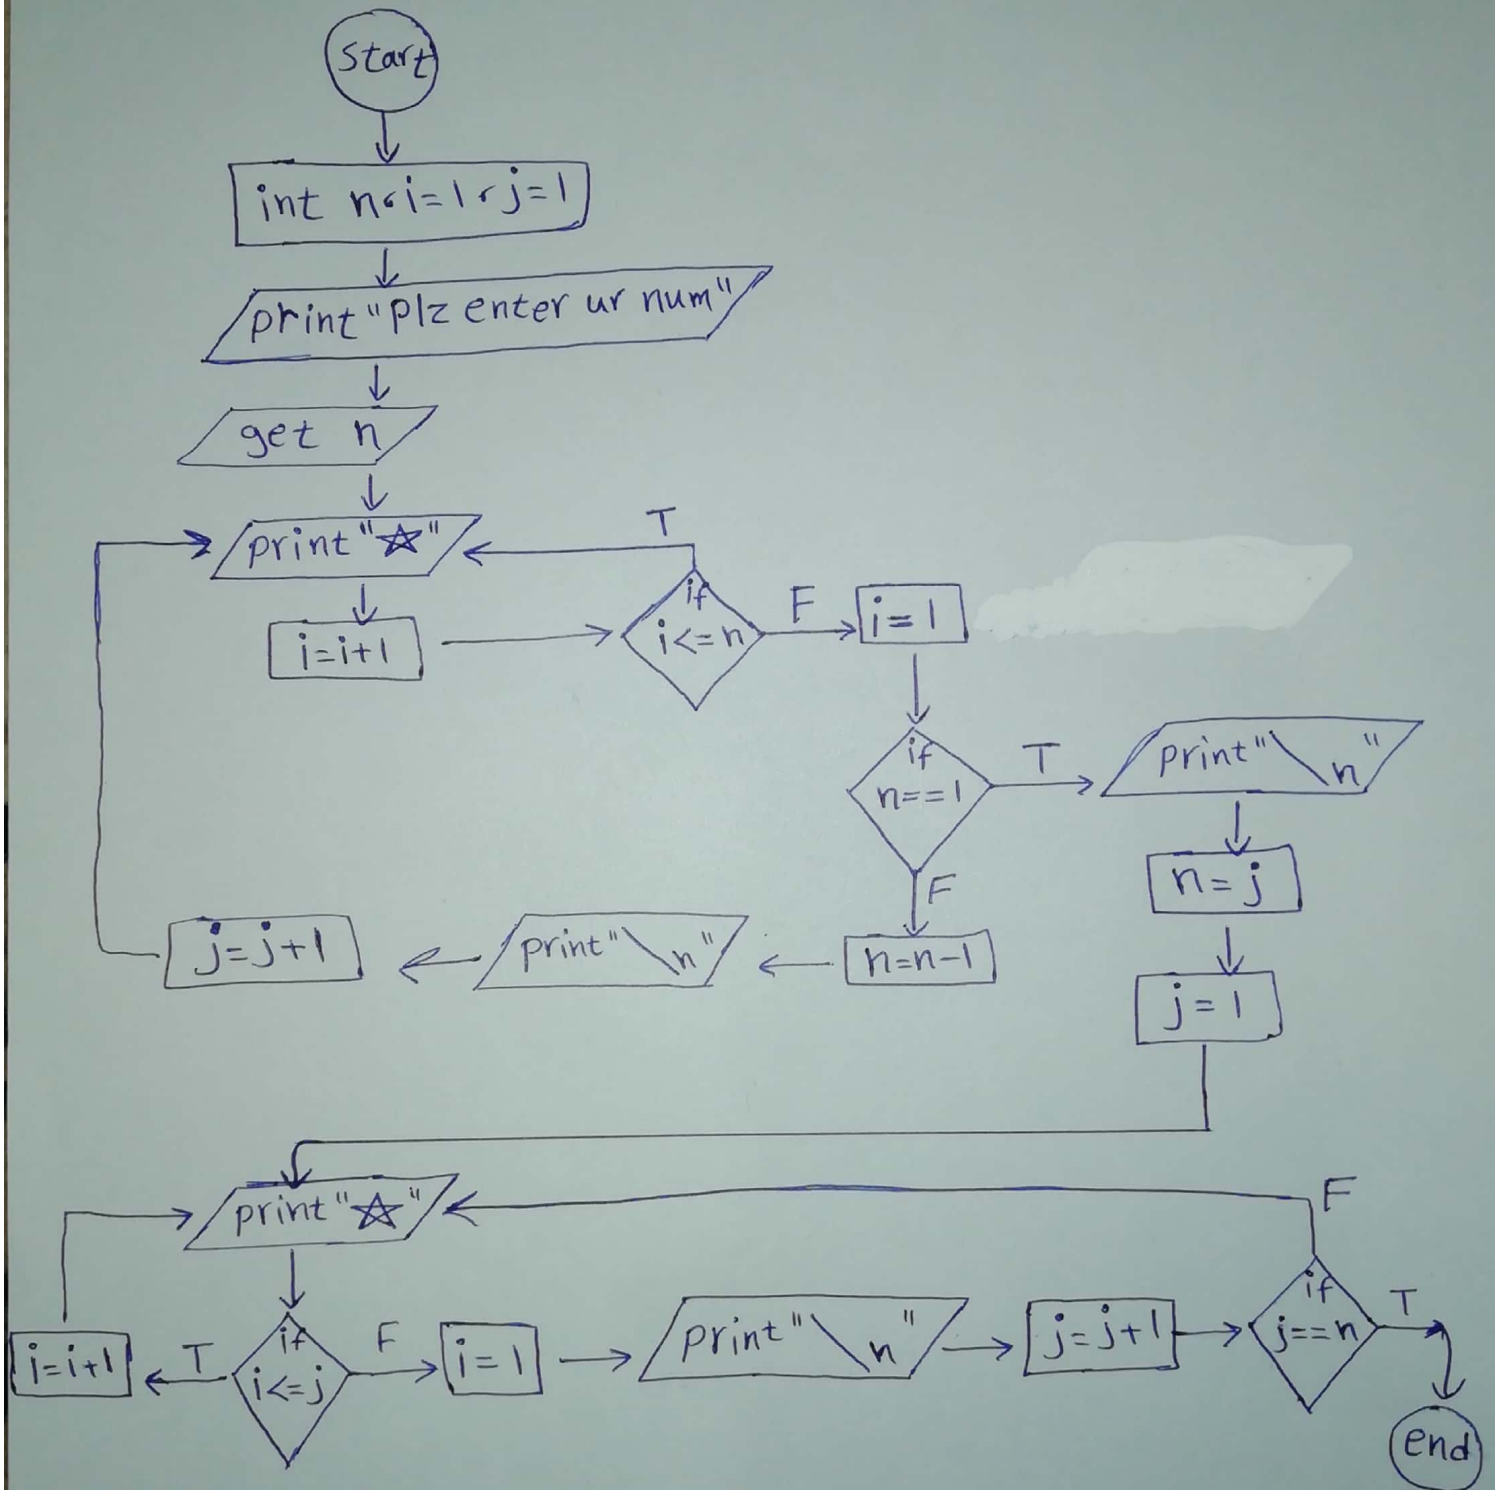 start
int n،i=1،j=1
print "Plz enter ur num"
get n
print "☆"
i=i+1
T
if
i<=n
F
i=1
if
n==1
T
print "\n"
n=j
j=1
F
n=n-1
print "\n"
j=j+1
print "☆"
if
i<=j
T
i=i+1
F
i=1
print "\n"
j=j+1
if
j==n
F
T
end